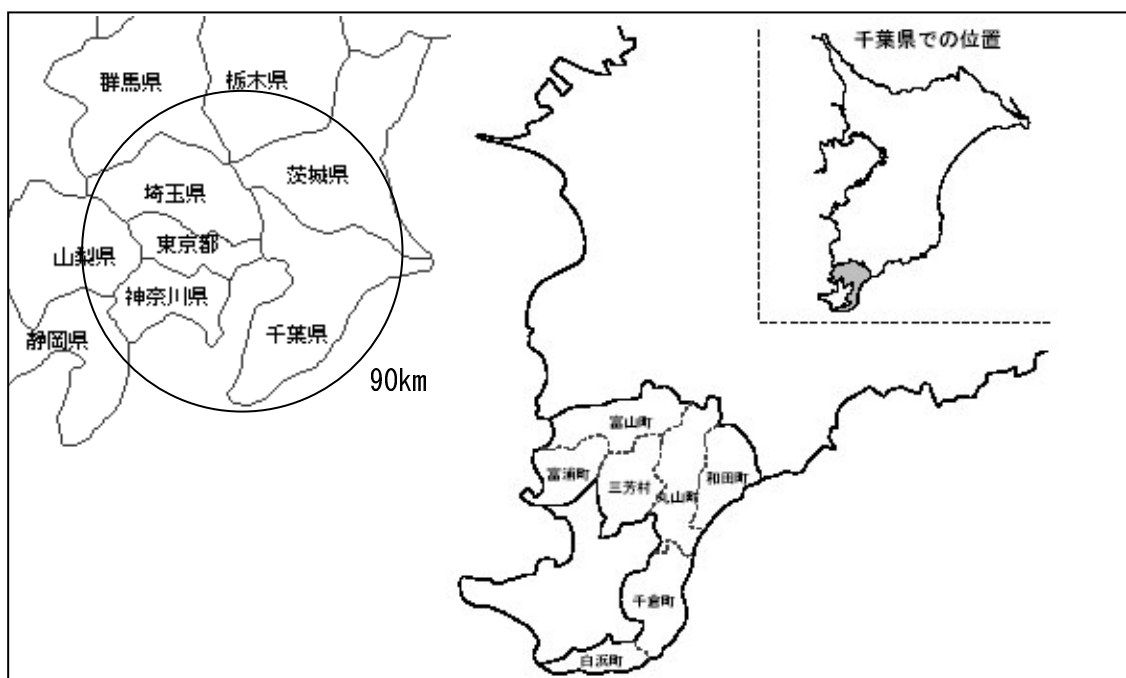 群馬県
栃木県
茨城県
埼玉県
東京都
山梨県
神奈川県
千葉県
静岡県
90km
千葉県での位置
富山町
富浦町
三芳村
丸山町
和田町
千倉町
白浜町